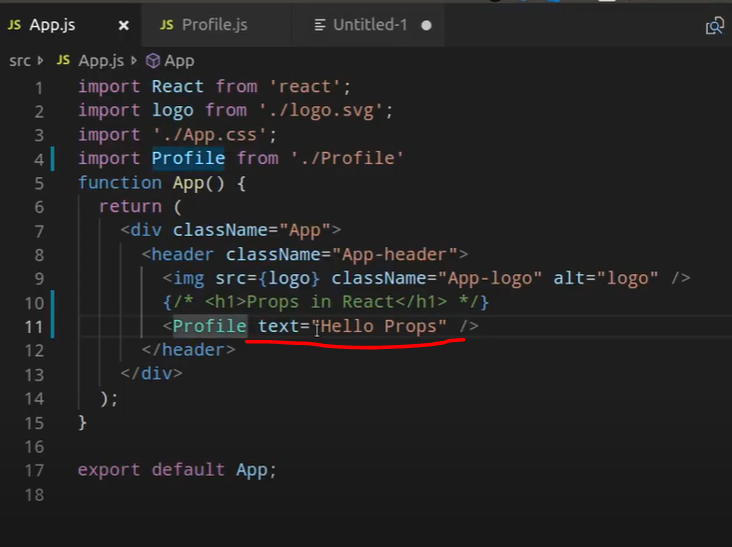 JS App.js × JS Profile.js Untitled-1
src JS App.js App
1 import React from 'react';
2 import logo from './logo.svg';
3 import './App.css';
4 import Profile from './Profile'
5 function App() {
6 return (
7 <div className="App">
8 <header className="App-header">
9 <img src={logo} className="App-logo" alt="logo" />
10 {/* <h1>Props in React</h1> */}
11 <Profile text="Hello Props" />
12 </header>
13 </div>
14 );
15 }
16
17 export default App;
18